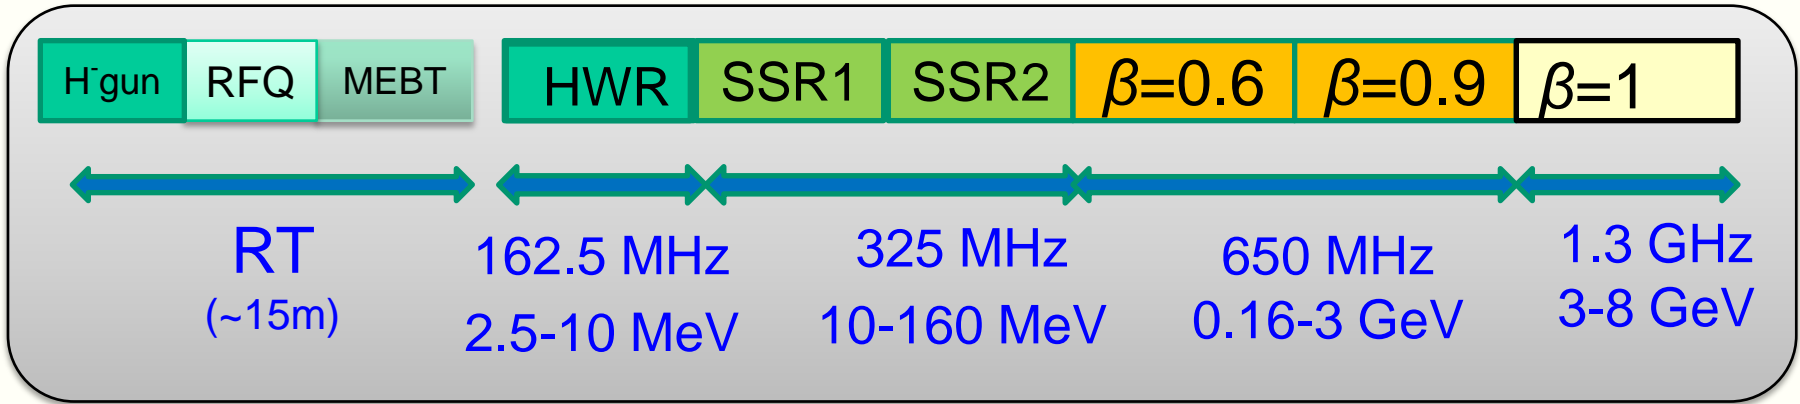 H⁻gun RFQ MEBT HWR SSR1 SSR2 β=0.6 β=0.9 β=1
RT 162.5 MHz 325 MHz 650 MHz 1.3 GHz
(~15m) 2.5-10 MeV 10-160 MeV 0.16-3 GeV 3-8 GeV